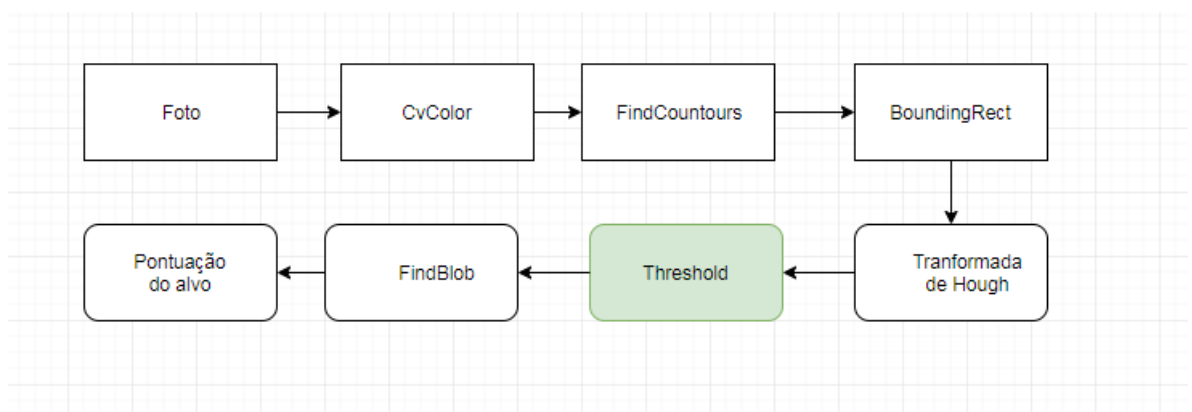 Foto
CvColor
FindCountours
BoundingRect
Pontuação
do alvo
FindBlob
Threshold
Tranformada
de Hough